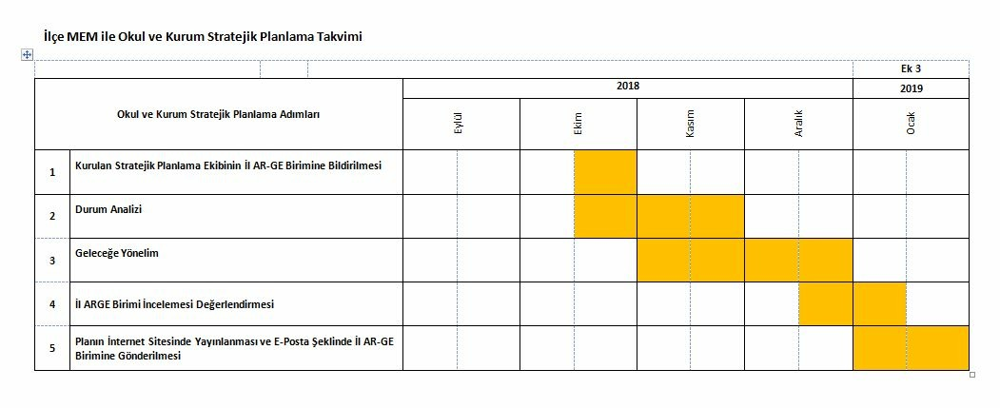 İlçe MEM ile Okul ve Kurum Stratejik Planlama Takvimi
Ek 3
Okul ve Kurum Stratejik Planlama Adımları
2018
2019
Eylül
Ekim
Kasım
Aralık
Ocak
1
Kurulan Stratejik Planlama Ekibinin İl AR-GE Birimine Bildirilmesi
2
Durum Analizi
3
Geleceğe Yönelim
4
İl ARGE Birimi İncelemesi Değerlendirmesi
5
Planın İnternet Sitesinde Yayınlanması ve E-Posta Şeklinde İl AR-GE
Birimine Gönderilmesi